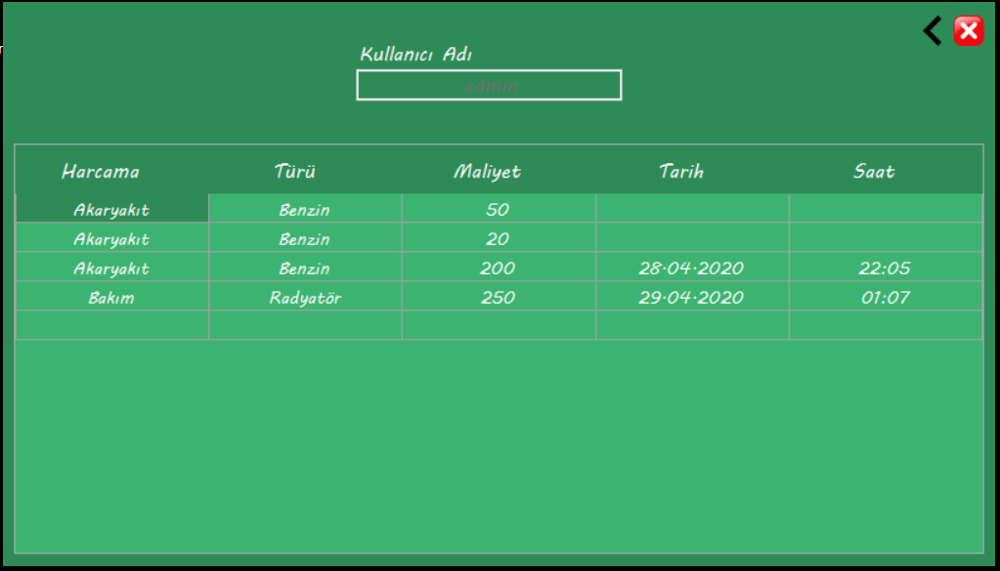 Kullanıcı Adı
admin
Harcama Türü Maliyet Tarih Saat
Akaryakıt Benzin 50
Akaryakıt Benzin 20
Akaryakıt Benzin 200 28.04.2020 22:05
Bakım Radyatör 250 29.04.2020 01:07